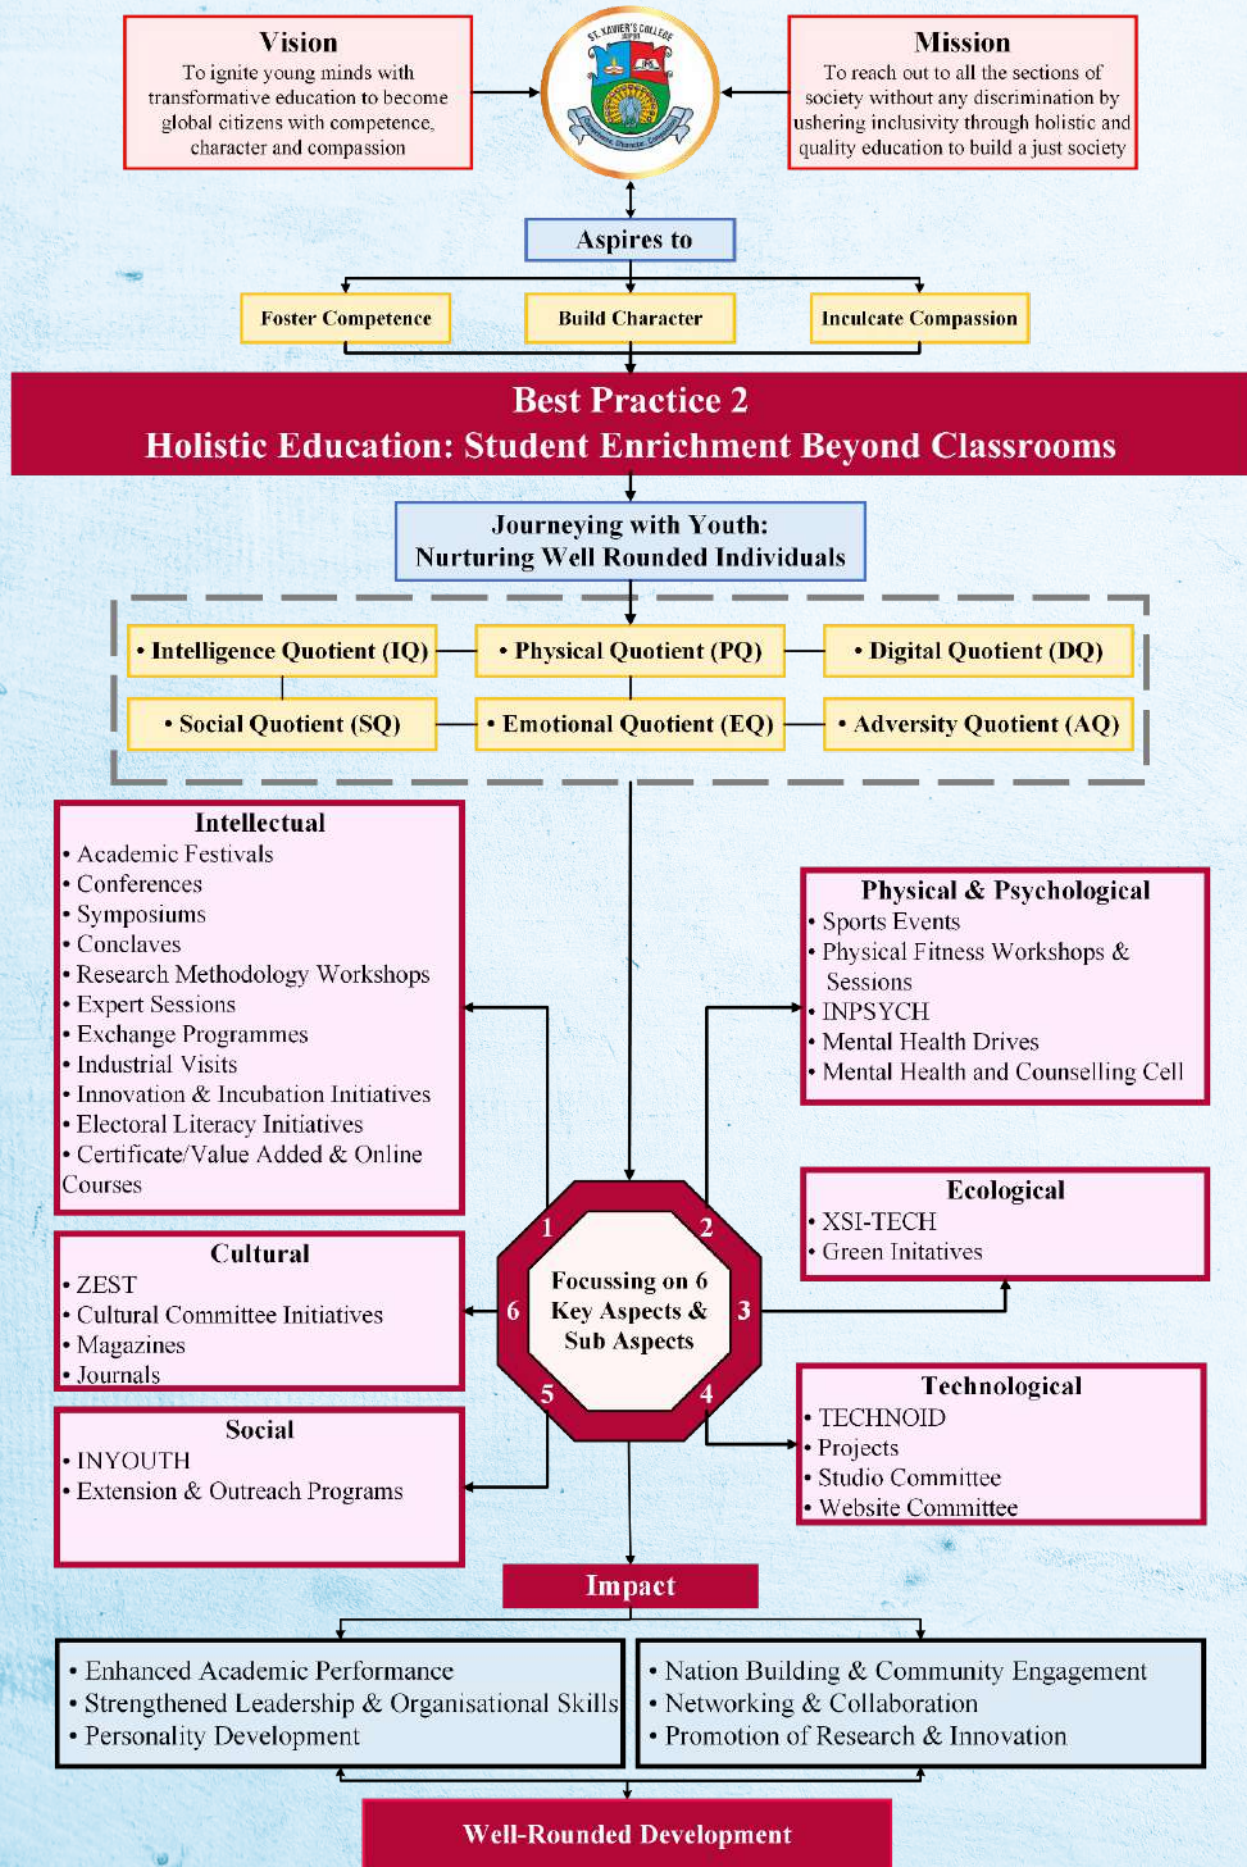 Vision
To ignite young minds with
transformative education to become
global citizens with competence,
character and compassion
ST. XAVIER'S COLLEGE
JAIPUR
Competence, Character, Compassion
Mission
To reach out to all the sections of
society without any discrimination by
ushering inclusivity through holistic and
quality education to build a just society
Aspires to
Foster Competence
Build Character
Inculcate Compassion
Best Practice 2
Holistic Education: Student Enrichment Beyond Classrooms
Journeying with Youth:
Nurturing Well Rounded Individuals
• Intelligence Quotient (IQ)
• Physical Quotient (PQ)
• Digital Quotient (DQ)
• Social Quotient (SQ)
• Emotional Quotient (EQ)
• Adversity Quotient (AQ)
Intellectual
• Academic Festivals
• Conferences
• Symposiums
• Conclaves
• Research Methodology Workshops
• Expert Sessions
• Exchange Programmes
• Industrial Visits
• Innovation & Incubation Initiatives
• Electoral Literacy Initiatives
• Certificate/Value Added & Online
Courses
Physical & Psychological
• Sports Events
• Physical Fitness Workshops &
Sessions
• INPSYCH
• Mental Health Drives
• Mental Health and Counselling Cell
Ecological
• XSI-TECH
• Green Initatives
Cultural
• ZEST
• Cultural Committee Initiatives
• Magazines
• Journals
1
2
3
4
5
6
Focussing on 6
Key Aspects &
Sub Aspects
Technological
• TECHNOID
• Projects
• Studio Committee
• Website Committee
Social
• INYOUTH
• Extension & Outreach Programs
Impact
• Enhanced Academic Performance
• Strengthened Leadership & Organisational Skills
• Personality Development
• Nation Building & Community Engagement
• Networking & Collaboration
• Promotion of Research & Innovation
Well-Rounded Development